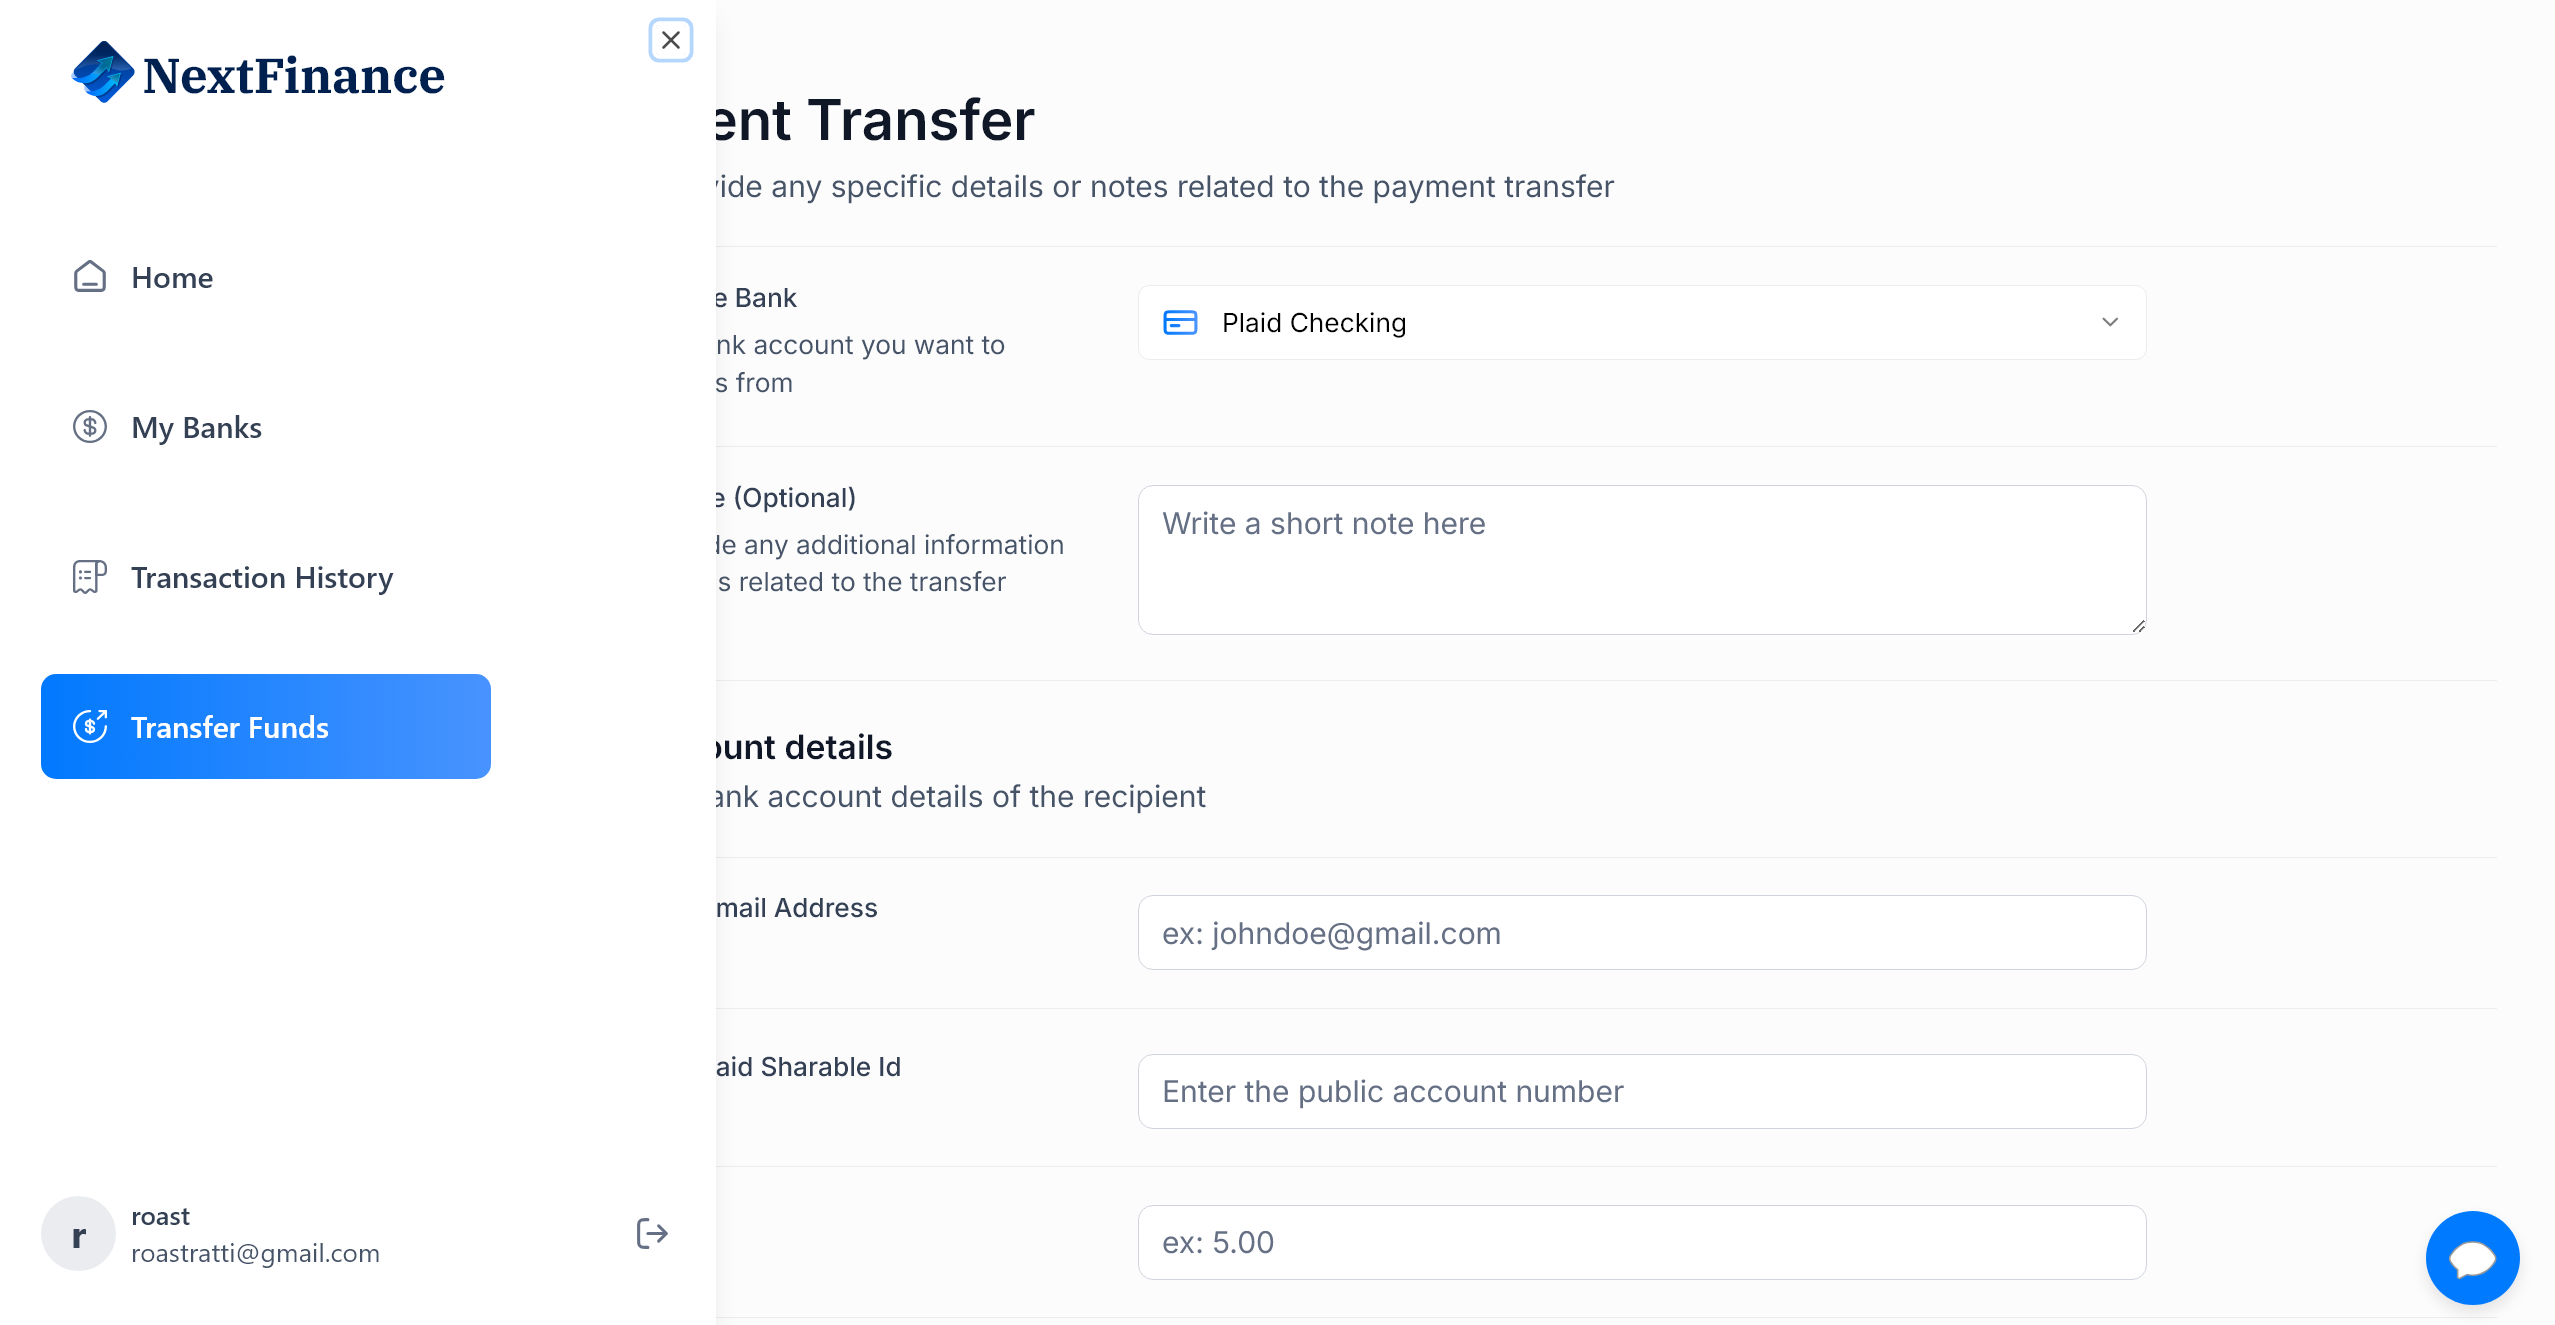 NextFinance
Home
My Banks
Transaction History
Transfer Funds
r
roast
roastratti@gmail.com
ent Transfer
ide any specific details or notes related to the payment transfer
e Bank
nk account you want to
s from
Plaid Checking
e (Optional)
de any additional information
s related to the transfer
Write a short note here
ount details
ank account details of the recipient
mail Address
ex: johndoe@gmail.com
aid Sharable Id
Enter the public account number
ex: 5.00